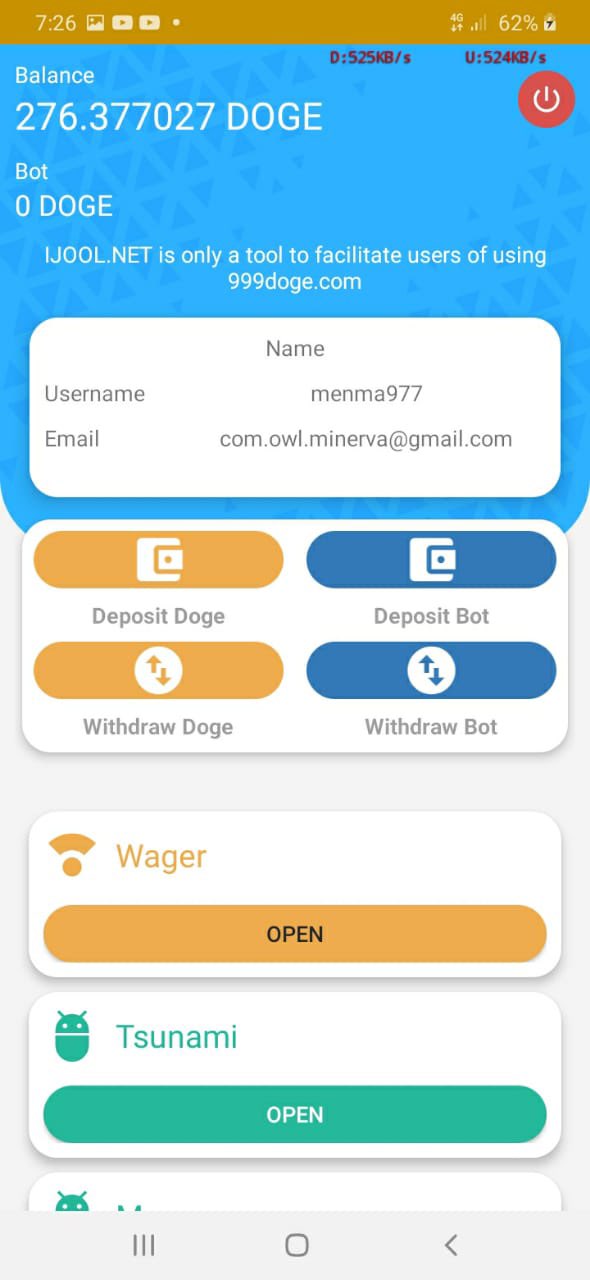 7:26
4G
62%
D:525KB/s U:524KB/s
Balance
276.377027 DOGE
Bot
0 DOGE
IJOOL.NET is only a tool to facilitate users of using
999doge.com
Name
Username menma977
Email com.owl.minerva@gmail.com
Deposit Doge Deposit Bot
Withdraw Doge Withdraw Bot
Wager
OPEN
Tsunami
OPEN